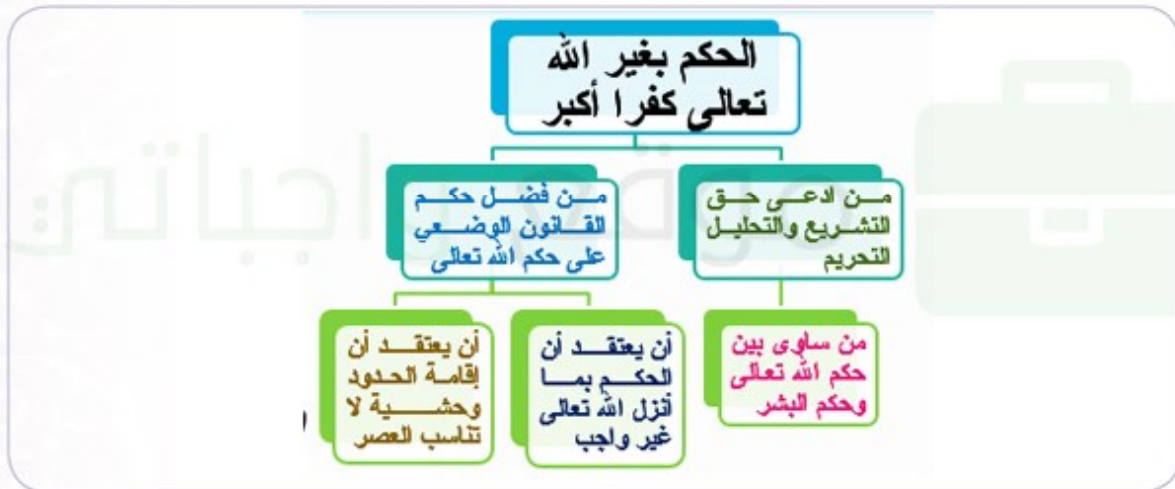 الحكم بغير الله
تعالى كفرا أكبر
من ادعى حق
التشريع والتحليل
التحريم
من فضل حكم
القانون الوضعي
على حكم الله تعالى
من ساوى بين
حكم الله تعالى
وحكم البشر
أن يعتقد أن
الحكم بما
أنزل الله تعالى
غير واجب
أن يعتقد أن
إقامة الحدود
وحشية لا
تناسب العصر
موقع واجباتي